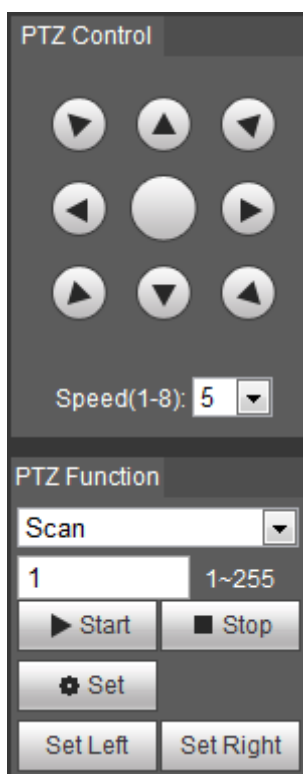 PTZ Control
Speed(1-8): 5
PTZ Function
Scan
1 1~255
Start Stop
Set
Set Left Set Right